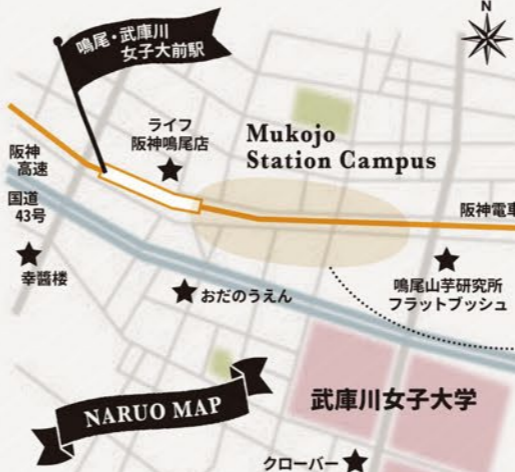 N
鳴尾・武庫川
女子大前駅
ライフ
阪神鳴尾店
Mukojo
Station Campus
阪神
高速
国道
43号
阪神電車
幸醬楼
おだのうえん
鳴尾山芋研究所
フラットブッシュ
NARUO MAP
武庫川女子大学
クローバー